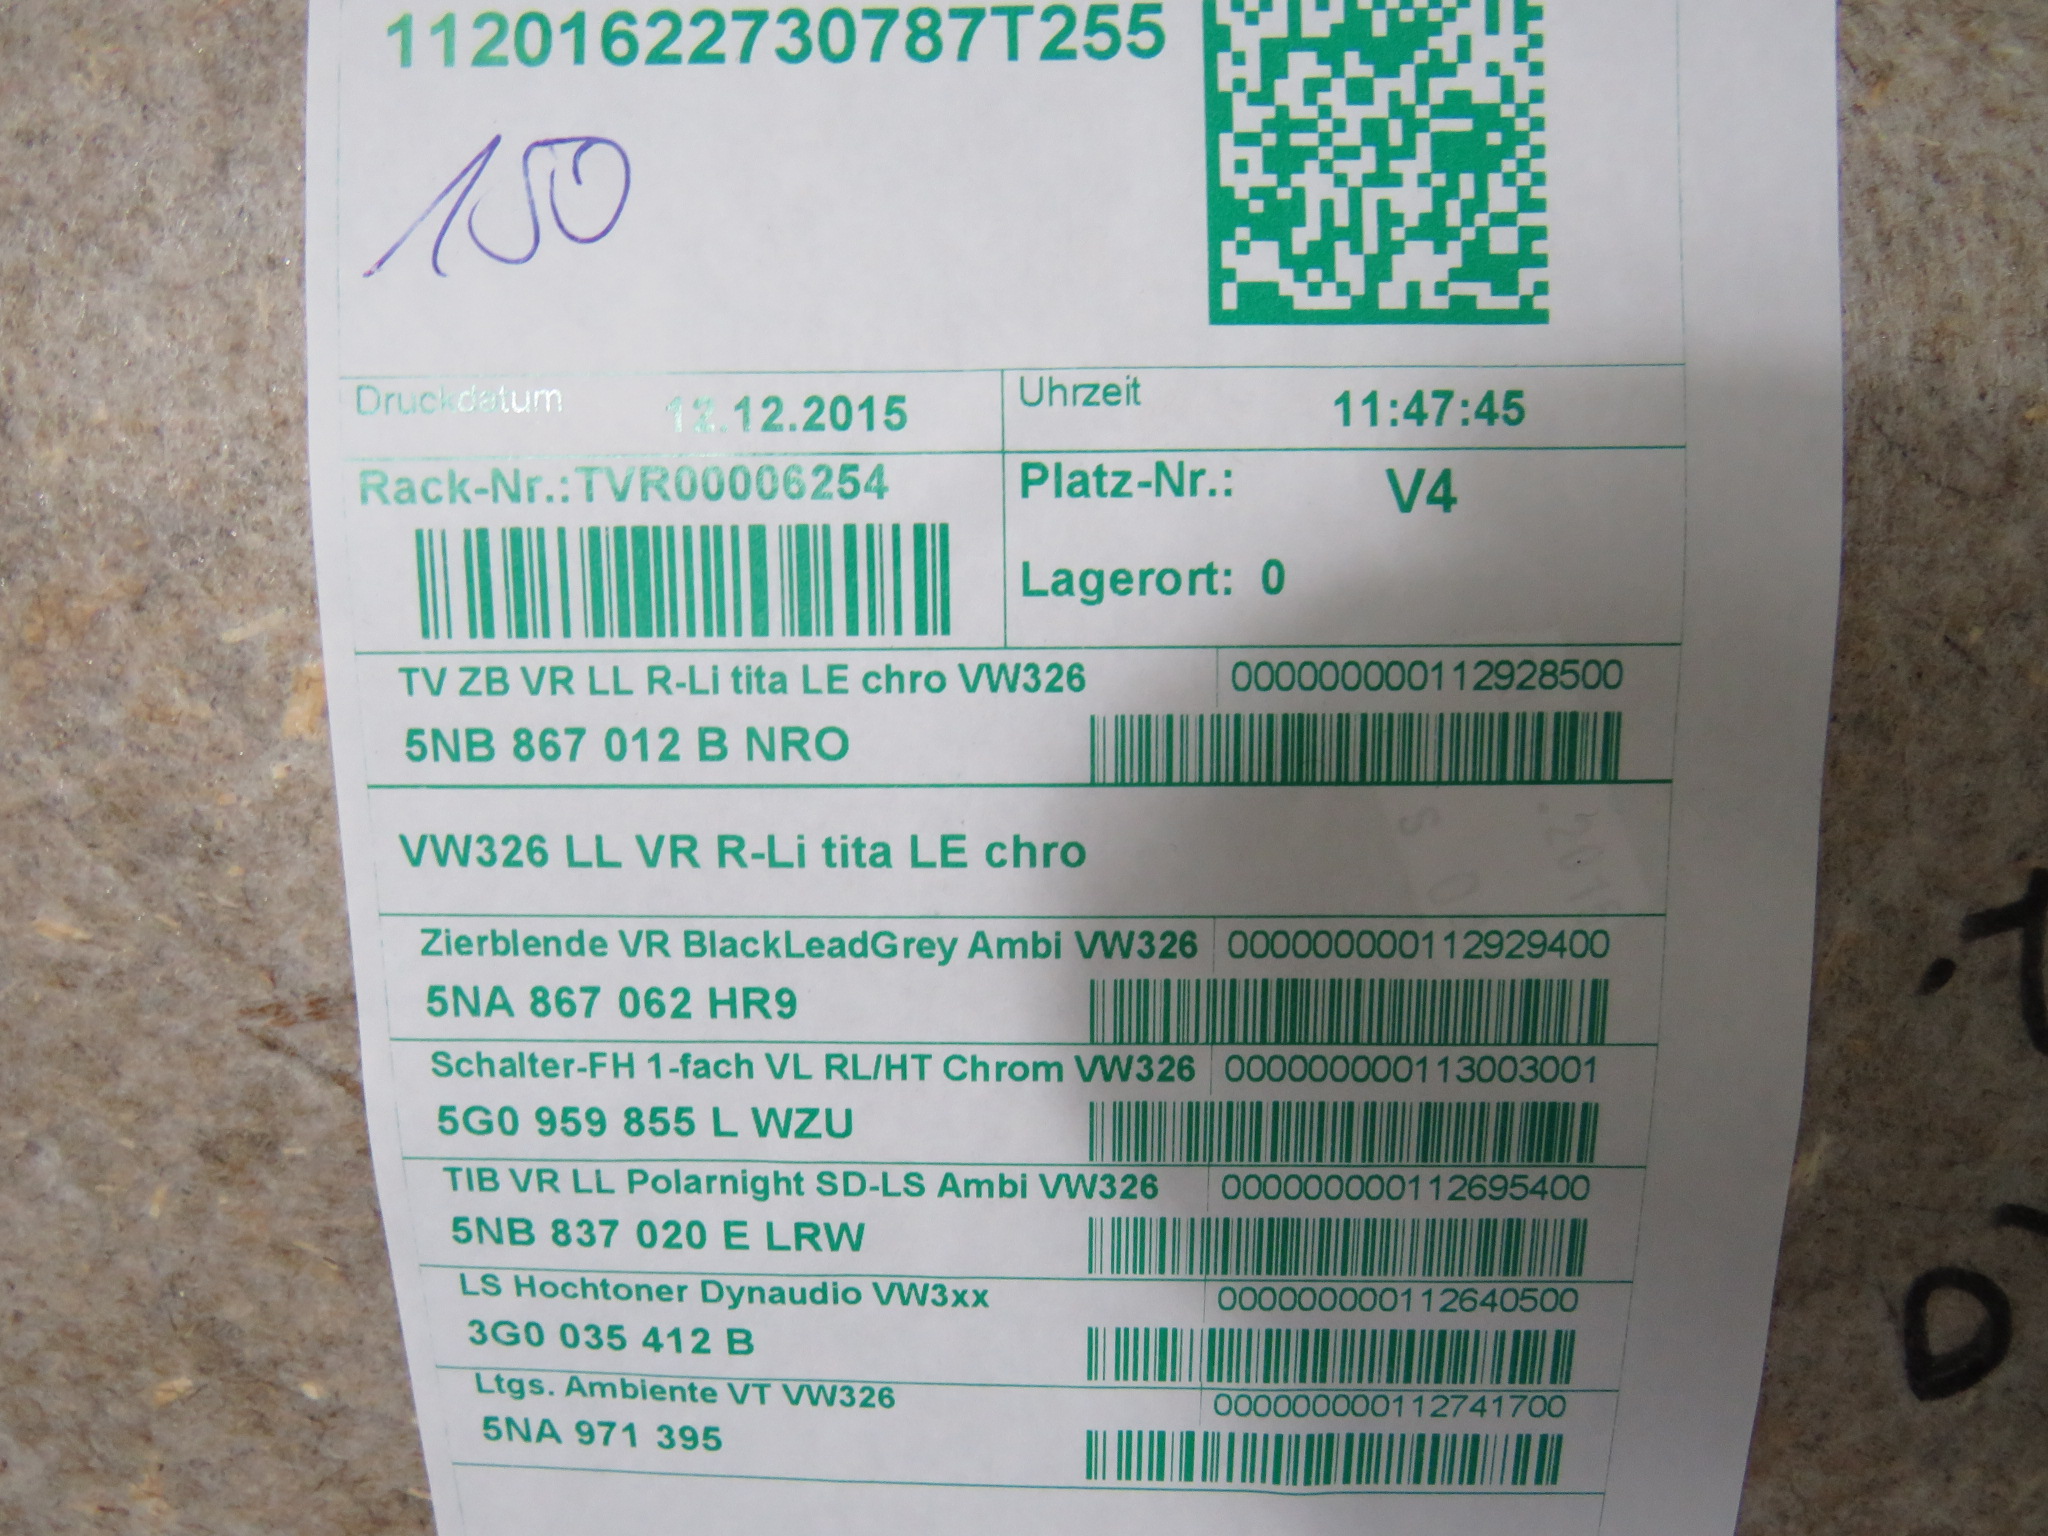 11201622730787T255
150
Druckdatum 12.12.2015 Uhrzeit 11:47:45
Rack-Nr.:TVR00006254 Platz-Nr.: V4
Lagerort: 0
TV ZB VR LL R-Li tita LE chro VW326 000000000112928500
5NB 867 012 B NRO
VW326 LL VR R-Li tita LE chro
Zierblende VR BlackLeadGrey Ambi VW326 000000000112929400
5NA 867 062 HR9
Schalter-FH 1-fach VL RL/HT Chrom VW326 000000000113003001
5G0 959 855 L WZU
TIB VR LL Polarnight SD-LS Ambi VW326 000000000112695400
5NB 837 020 E LRW
LS Hochtoner Dynaudio VW3xx 000000000112640500
3G0 035 412 B
Ltgs. Ambiente VT VW326 000000000112741700
5NA 971 395